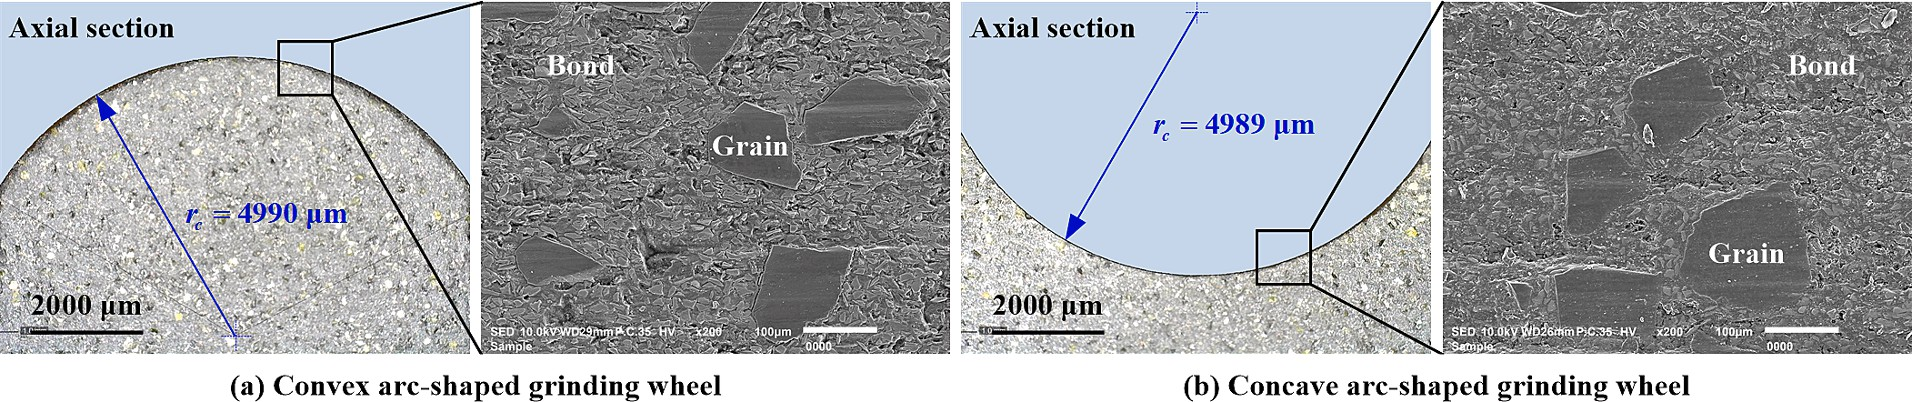 Axial section
rc = 4990 μm
2000 μm
Bond
Grain
SED 10.0kV WD29mm P.C.35 HV x200 100μm
Sample 0000
(a) Convex arc-shaped grinding wheel
Axial section
rc = 4989 μm
2000 μm
Bond
Grain
SED 10.0kV WD26mm P.C.35 HV x200 100μm
Sample 0000
(b) Concave arc-shaped grinding wheel